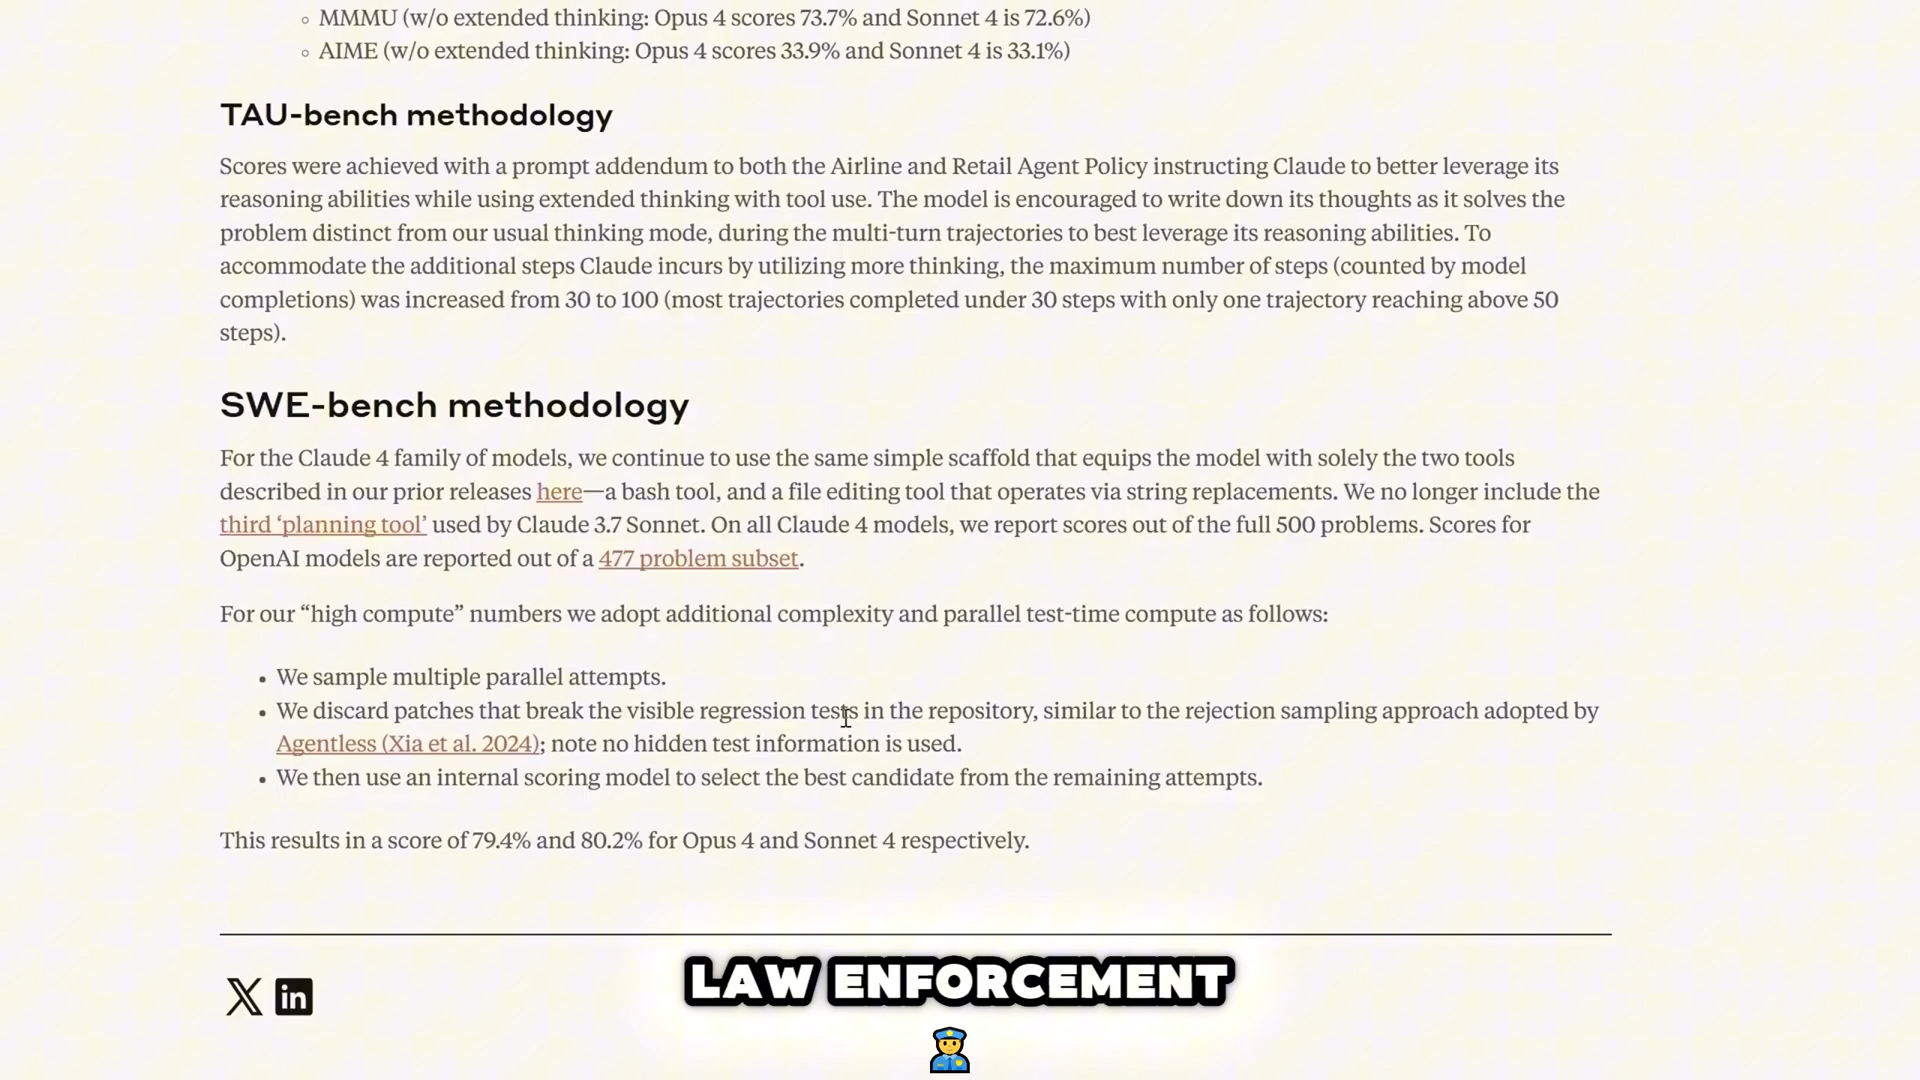 MMMU (w/o extended thinking: Opus 4 scores 73.7% and Sonnet 4 is 72.6%)
AIME (w/o extended thinking: Opus 4 scores 33.9% and Sonnet 4 is 33.1%)
TAU-bench methodology
Scores were achieved with a prompt addendum to both the Airline and Retail Agent Policy instructing Claude to better leverage its
reasoning abilities while using extended thinking with tool use. The model is encouraged to write down its thoughts as it solves the
problem distinct from our usual thinking mode, during the multi-turn trajectories to best leverage its reasoning abilities. To
accommodate the additional steps Claude incurs by utilizing more thinking, the maximum number of steps (counted by model
completions) was increased from 30 to 100 (most trajectories completed under 30 steps with only one trajectory reaching above 50
steps).
SWE-bench methodology
For the Claude 4 family of models, we continue to use the same simple scaffold that equips the model with solely the two tools
described in our prior releases here—a bash tool, and a file editing tool that operates via string replacements. We no longer include the
third ‘planning tool’ used by Claude 3.7 Sonnet. On all Claude 4 models, we report scores out of the full 500 problems. Scores for
OpenAI models are reported out of a 477 problem subset.
For our “high compute” numbers we adopt additional complexity and parallel test-time compute as follows:
We sample multiple parallel attempts.
We discard patches that break the visible regression tests in the repository, similar to the rejection sampling approach adopted by
Agentless (Xia et al. 2024); note no hidden test information is used.
We then use an internal scoring model to select the best candidate from the remaining attempts.
This results in a score of 79.4% and 80.2% for Opus 4 and Sonnet 4 respectively.
LAW ENFORCEMENT
X in